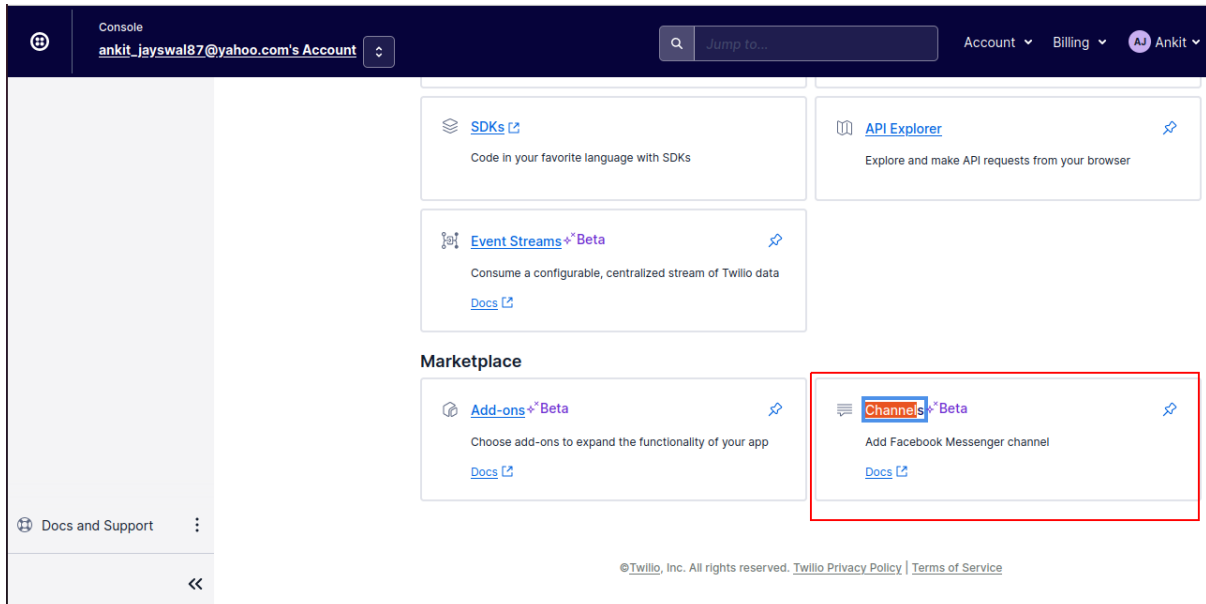 Console
ankit_jayswal87@yahoo.com's Account
Jump to...
Account
Billing
AJ Ankit
SDKs
Code in your favorite language with SDKs
API Explorer
Explore and make API requests from your browser
Event Streams Beta
Consume a configurable, centralized stream of Twilio data
Docs
Marketplace
Add-ons Beta
Choose add-ons to expand the functionality of your app
Docs
Channels Beta
Add Facebook Messenger channel
Docs
Docs and Support
©Twilio, Inc. All rights reserved. Twilio Privacy Policy | Terms of Service